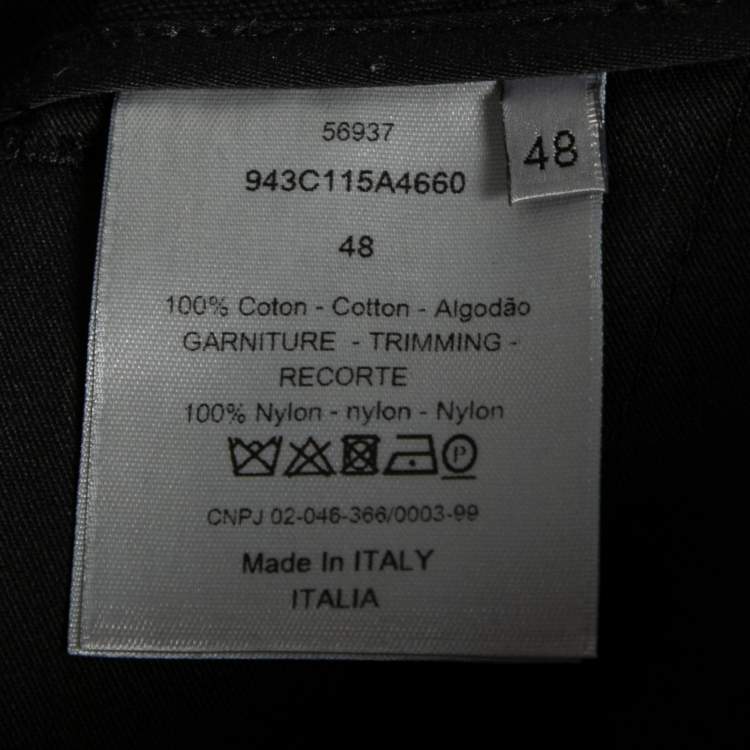 56937
943C115A4660
48
48
100% Coton - Cotton - Algodão
GARNITURE - TRIMMING -
RECORTE
100% Nylon - nylon - Nylon
P
CNPJ 02-046-366/0003-99
Made In ITALY
ITALIA